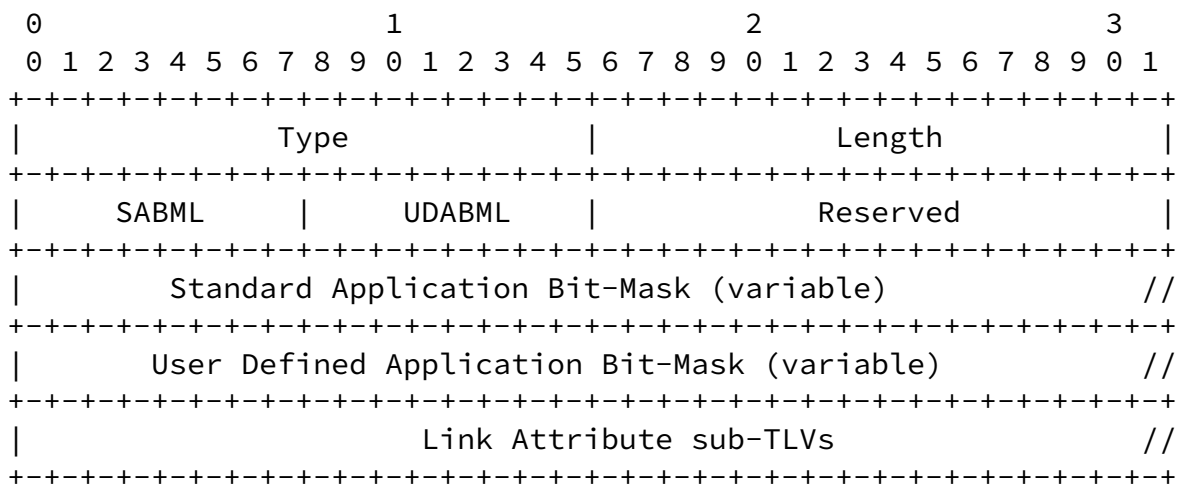 0                   1                   2                   3
 0 1 2 3 4 5 6 7 8 9 0 1 2 3 4 5 6 7 8 9 0 1 2 3 4 5 6 7 8 9 0 1
+-+-+-+-+-+-+-+-+-+-+-+-+-+-+-+-+-+-+-+-+-+-+-+-+-+-+-+-+-+-+-+-+
|              Type             |             Length            |
+-+-+-+-+-+-+-+-+-+-+-+-+-+-+-+-+-+-+-+-+-+-+-+-+-+-+-+-+-+-+-+-+
|     SABML     |     UDABML    |            Reserved           |
+-+-+-+-+-+-+-+-+-+-+-+-+-+-+-+-+-+-+-+-+-+-+-+-+-+-+-+-+-+-+-+-+
|        Standard Application Bit-Mask (variable)              //
+-+-+-+-+-+-+-+-+-+-+-+-+-+-+-+-+-+-+-+-+-+-+-+-+-+-+-+-+-+-+-+-+
|       User Defined Application Bit-Mask (variable)           //
+-+-+-+-+-+-+-+-+-+-+-+-+-+-+-+-+-+-+-+-+-+-+-+-+-+-+-+-+-+-+-+-+
|                      Link Attribute sub-TLVs                 //
+-+-+-+-+-+-+-+-+-+-+-+-+-+-+-+-+-+-+-+-+-+-+-+-+-+-+-+-+-+-+-+-+